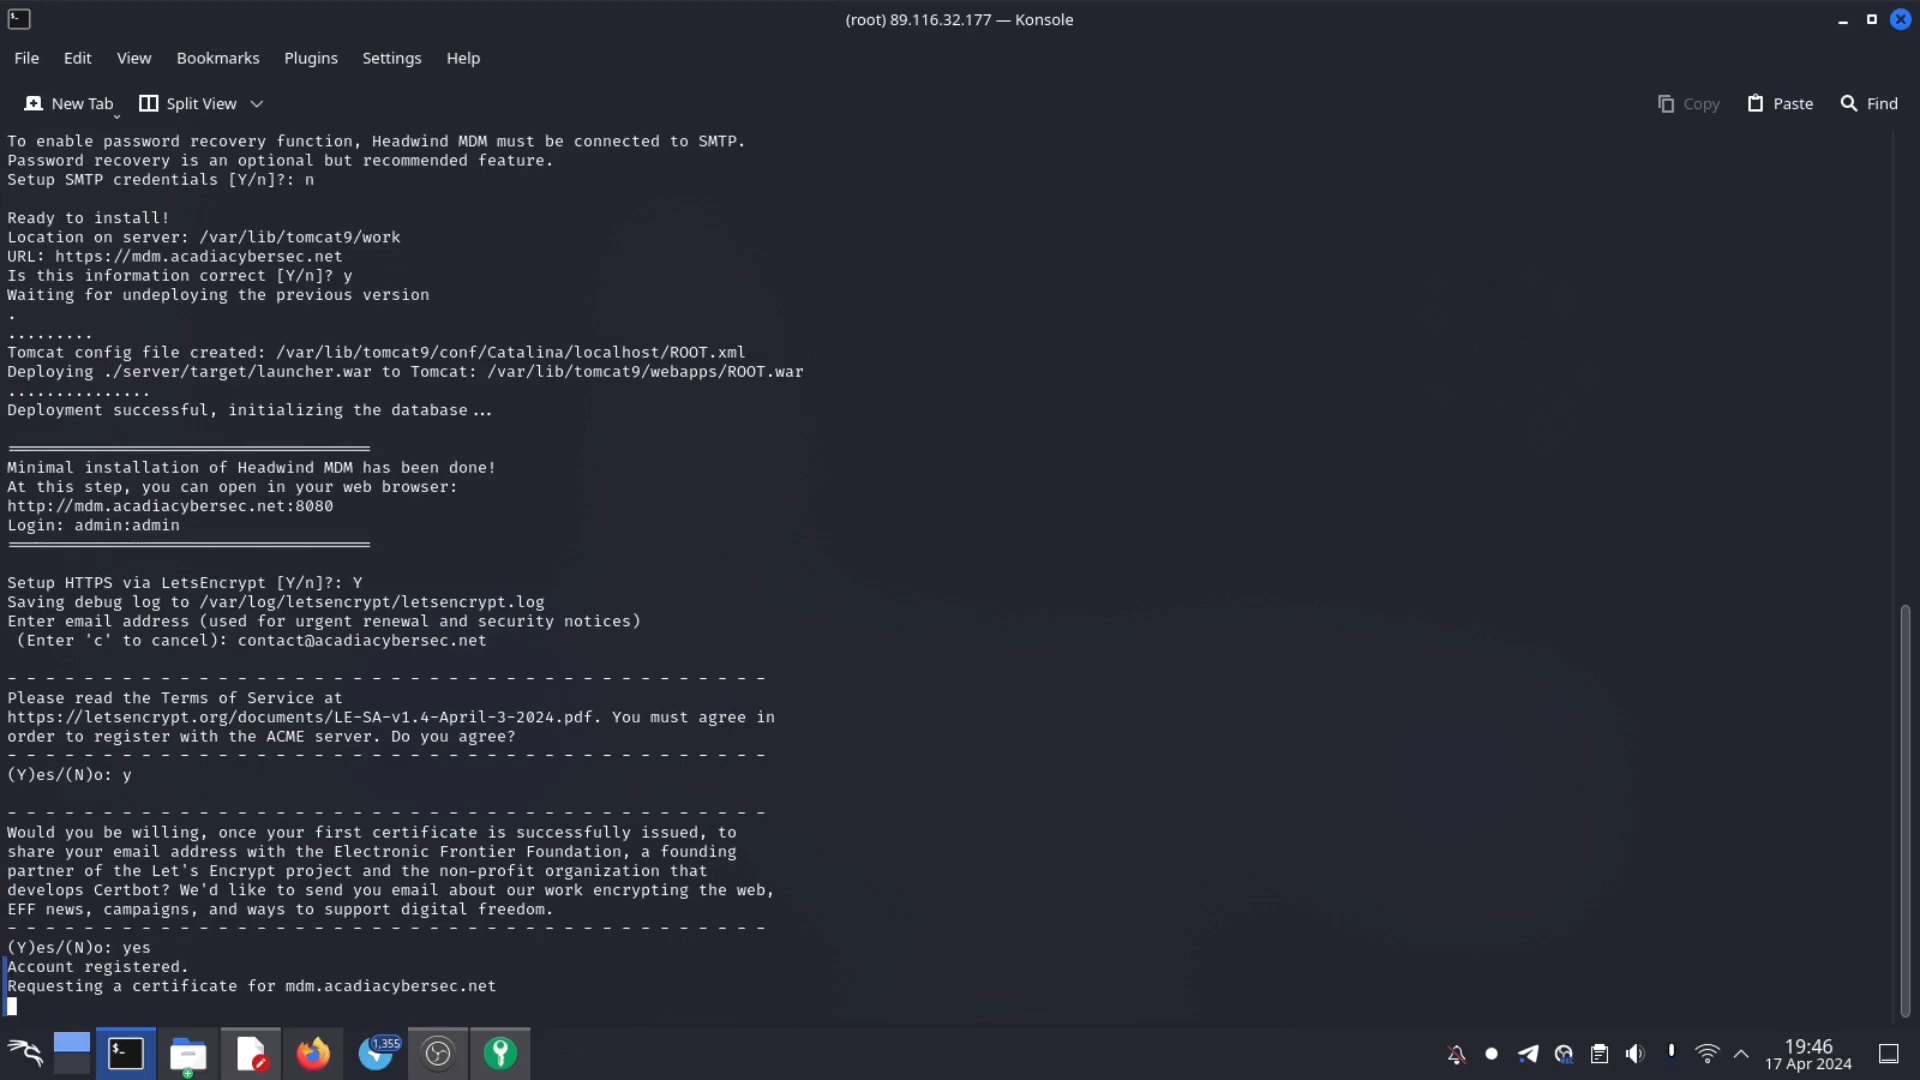 (root) 89.116.32.177 — Konsole
File Edit View Bookmarks Plugins Settings Help
New Tab Split View Copy Paste Find
To enable password recovery function, Headwind MDM must be connected to SMTP.
Password recovery is an optional but recommended feature.
Setup SMTP credentials [Y/n]?: n
Ready to install!
Location on server: /var/lib/tomcat9/work
URL: https://mdm.acadiacybersec.net
Is this information correct [Y/n]? y
Waiting for undeploying the previous version
.
.........
Tomcat config file created: /var/lib/tomcat9/conf/Catalina/localhost/ROOT.xml
Deploying ./server/target/launcher.war to Tomcat: /var/lib/tomcat9/webapps/ROOT.war
...............
Deployment successful, initializing the database...
======================================
Minimal installation of Headwind MDM has been done!
At this step, you can open in your web browser:
http://mdm.acadiacybersec.net:8080
Login: admin:admin
======================================
Setup HTTPS via LetsEncrypt [Y/n]?: Y
Saving debug log to /var/log/letsencrypt/letsencrypt.log
Enter email address (used for urgent renewal and security notices)
(Enter 'c' to cancel): contact@acadiacybersec.net
- - - - - - - - - - - - - - - - - - - - - - - - - - - - - - - - - - - - - - - -
Please read the Terms of Service at
https://letsencrypt.org/documents/LE-SA-v1.4-April-3-2024.pdf. You must agree in
order to register with the ACME server. Do you agree?
- - - - - - - - - - - - - - - - - - - - - - - - - - - - - - - - - - - - - - - -
(Y)es/(N)o: y
- - - - - - - - - - - - - - - - - - - - - - - - - - - - - - - - - - - - - - - -
Would you be willing, once your first certificate is successfully issued, to
share your email address with the Electronic Frontier Foundation, a founding
partner of the Let's Encrypt project and the non-profit organization that
develops Certbot? We'd like to send you email about our work encrypting the web,
EFF news, campaigns, and ways to support digital freedom.
- - - - - - - - - - - - - - - - - - - - - - - - - - - - - - - - - - - - - - - -
(Y)es/(N)o: yes
Account registered.
Requesting a certificate for mdm.acadiacybersec.net
1,355
19:46
17 Apr 2024